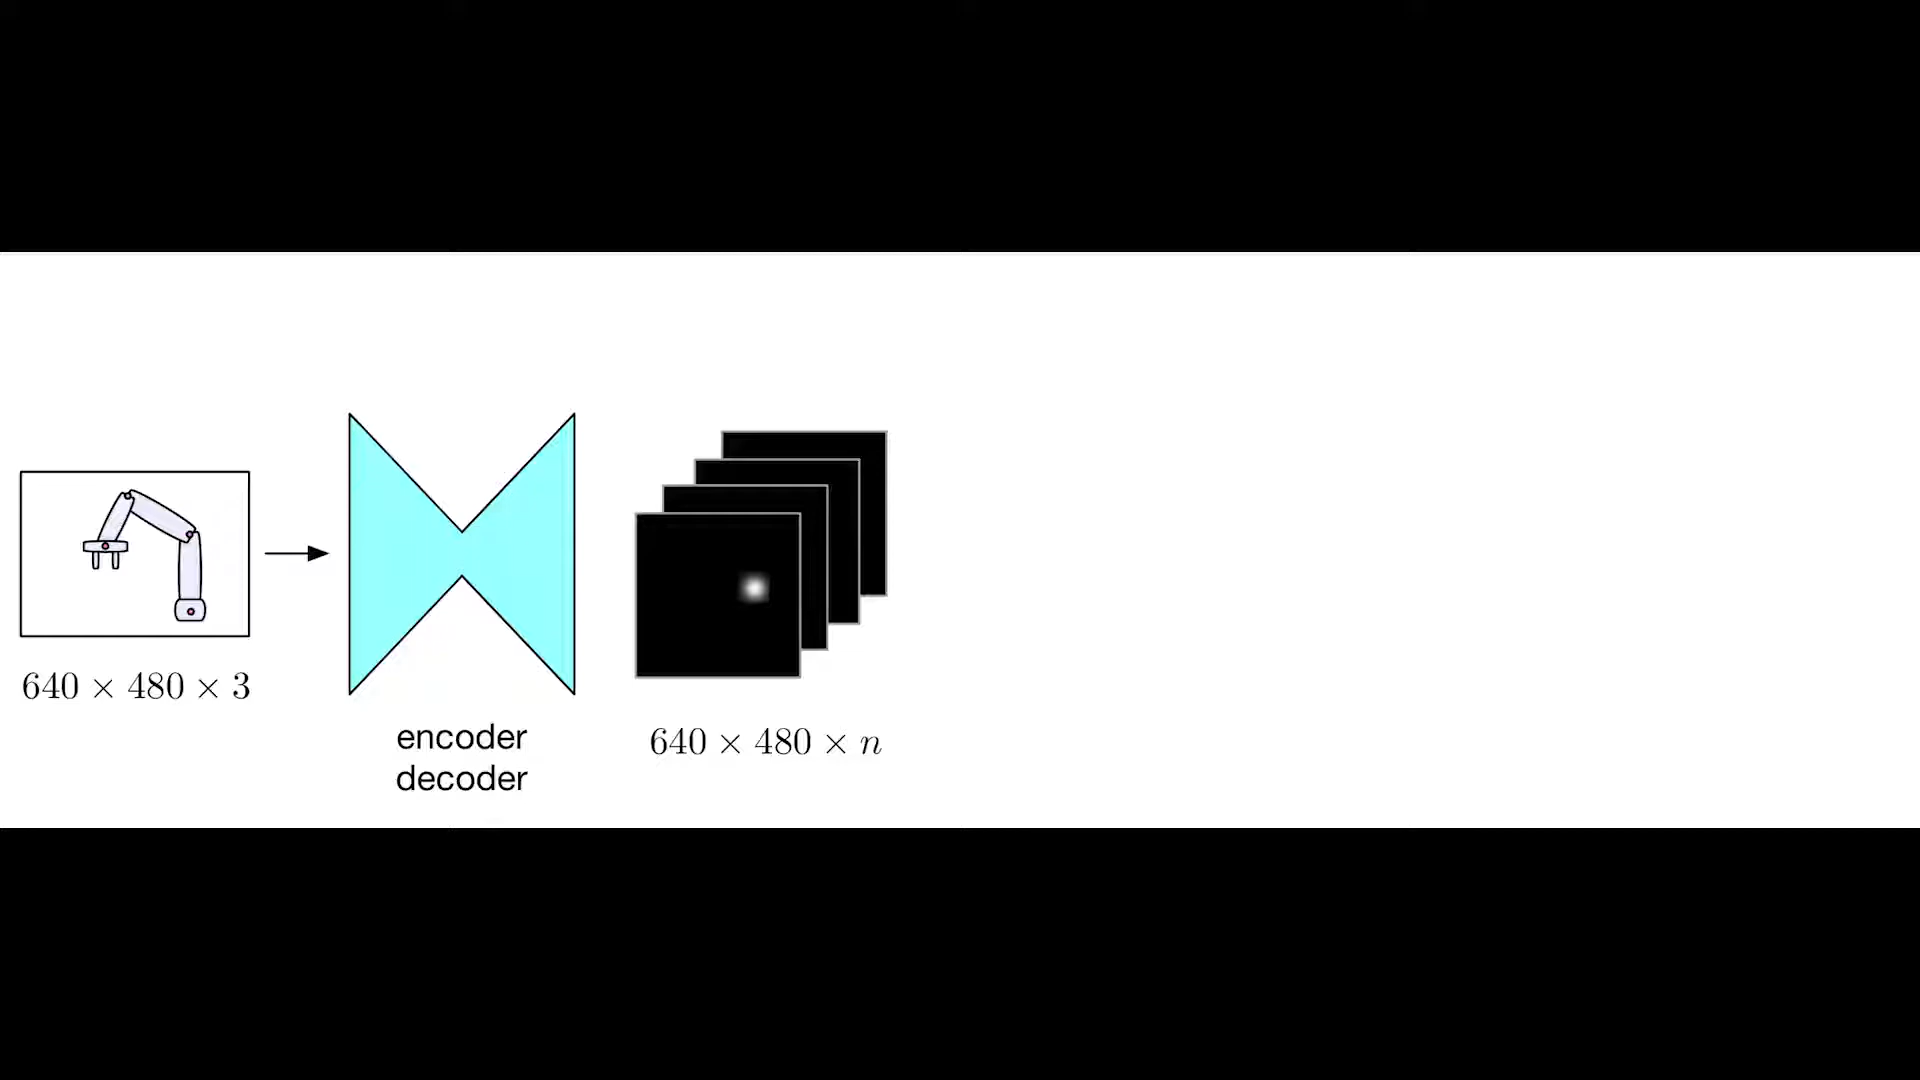 640 × 480 × 3
encoder
decoder
640 × 480 × n